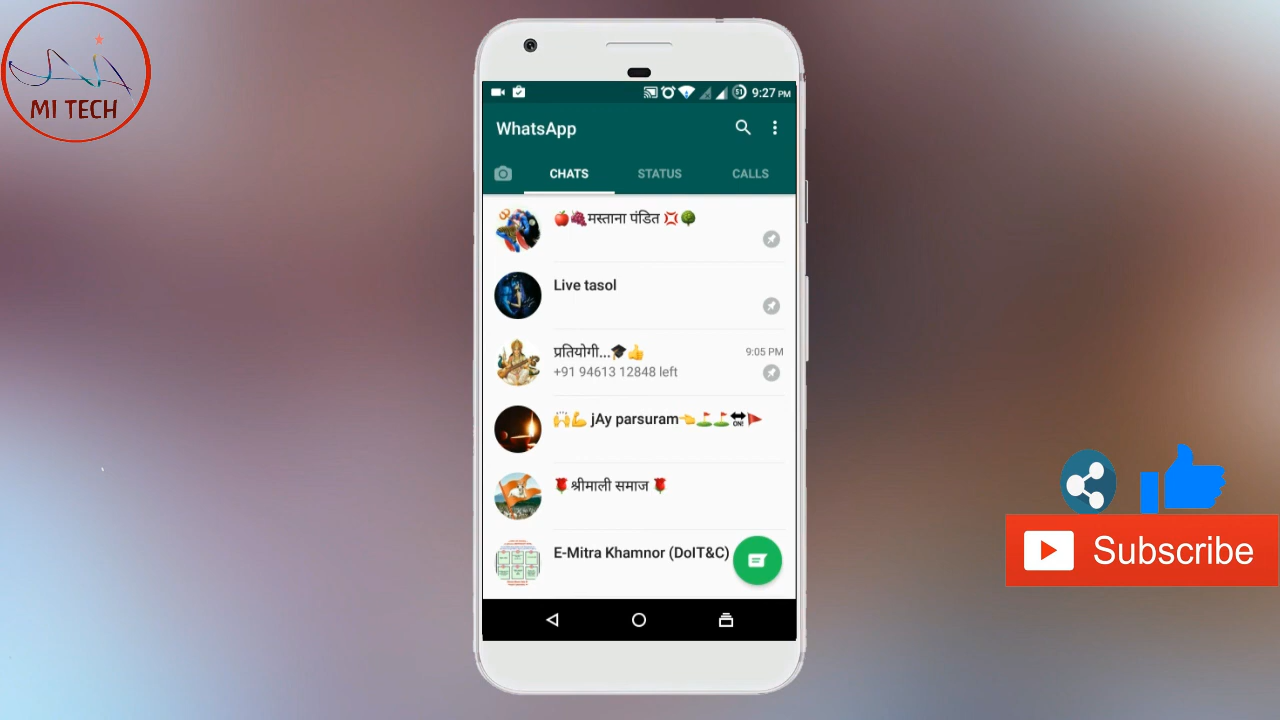 MI TECH
51 9:27 PM
WhatsApp
CHATS STATUS CALLS
🍎🍇मस्ताना पंडित 💢🌳
Live tasol
प्रतियोगी...🎓👍 9:05 PM
+91 94613 12848 left
🙌💪 jAy parsuram👈⛳⛳🔛🚩
🌹श्रीमाली समाज 🌹
E-Mitra Khamnor (DoIT&C)
Subscribe